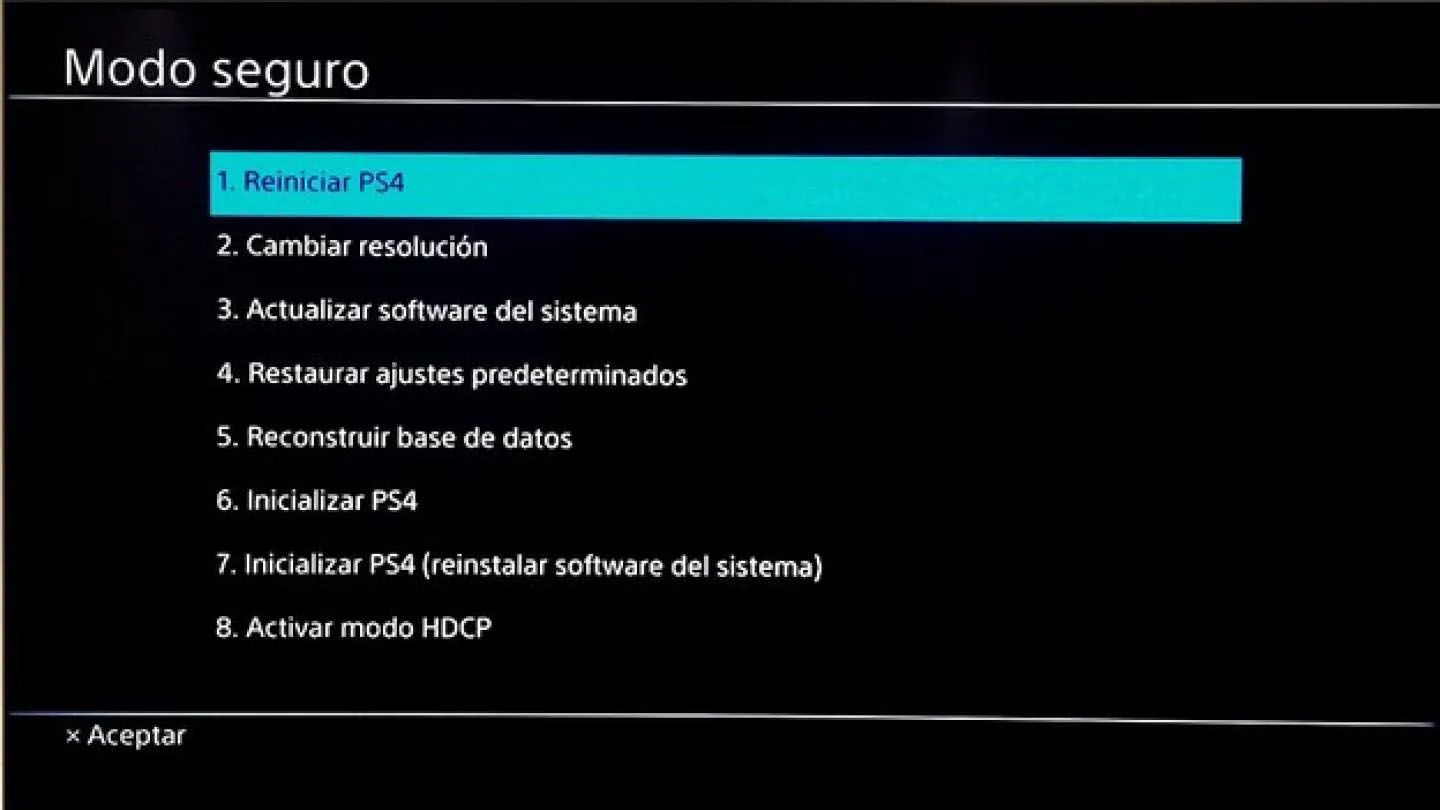 Modo seguro
1. Reiniciar PS4
2. Cambiar resolución
3. Actualizar software del sistema
4. Restaurar ajustes predeterminados
5. Reconstruir base de datos
6. Inicializar PS4
7. Inicializar PS4 (reinstalar software del sistema)
8. Activar modo HDCP
× Aceptar